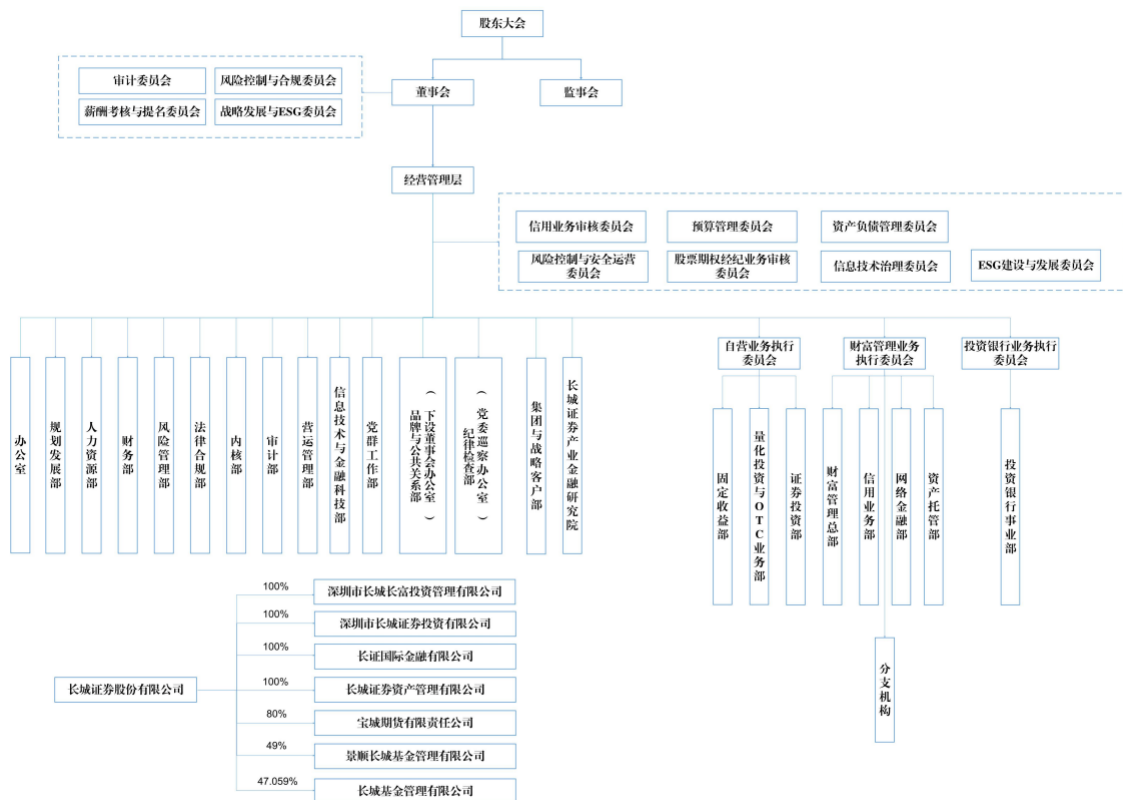 股东大会
审计委员会
风险控制与合规委员会
薪酬考核与提名委员会
战略发展与ESG委员会
董事会
监事会
经营管理层
信用业务审核委员会
预算管理委员会
资产负债管理委员会
风险控制与安全运营
委员会
股票期权经纪业务审核
委员会
信息技术治理委员会
ESG建设与发展委员会
自营业务执行
委员会
财富管理业务
执行委员会
投资银行业务执行
委员会
办公室
规划发展部
人力资源部
财务部
风险管理部
法律合规部
内核部
审计部
营运管理部
信息技术与金融科技部
党群工作部
品牌与公共关系部
（下设董事会办公室）
纪律检查部
（党委巡察办公室）
集团与战略客户部
长城证券产业金融研究院
固定收益部
量化投资与OTC业务部
证券投资部
财富管理总部
信用业务部
网络金融部
资产托管部
投资银行事业部
分支机构
长城证券股份有限公司
100%
深圳市长城长富投资管理有限公司
100%
深圳市长城证券投资有限公司
100%
长证国际金融有限公司
100%
长城证券资产管理有限公司
80%
宝城期货有限责任公司
49%
景顺长城基金管理有限公司
47.059%
长城基金管理有限公司